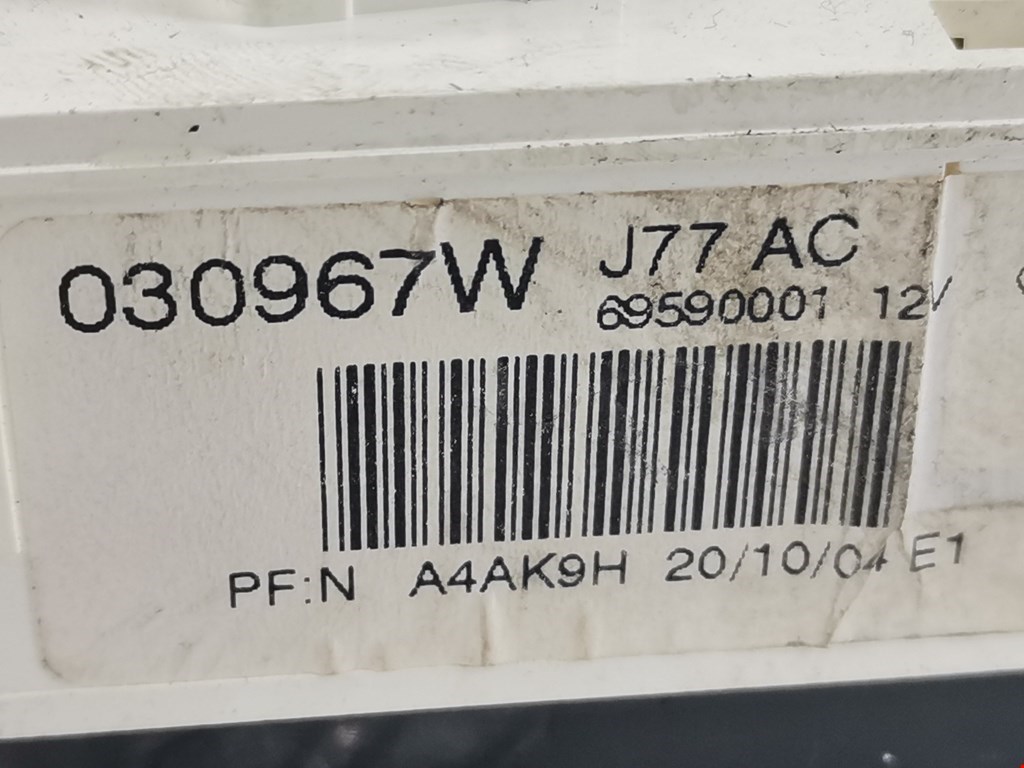 030967W J77 AC
69590001 12V
PF:N A4AK9H 20/10/04 E1